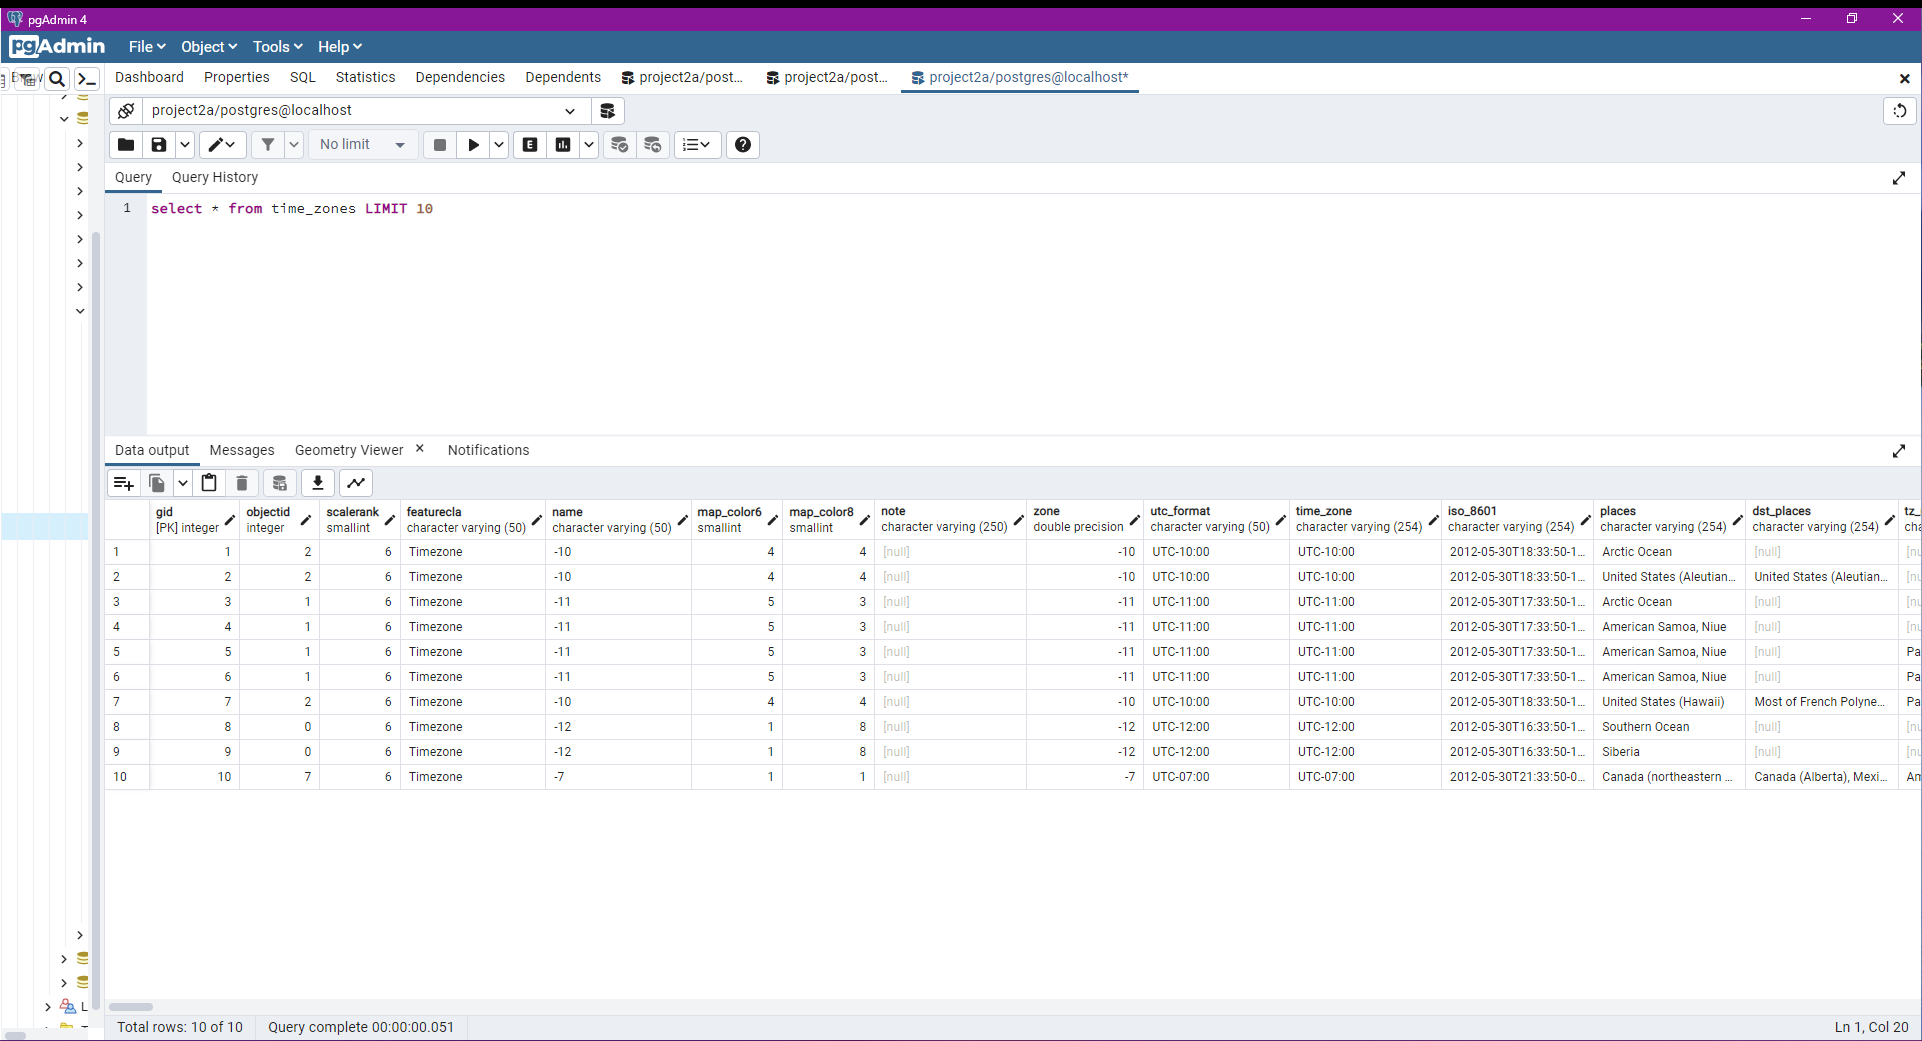 pgAdmin 4
pgAdmin File Object Tools Help
Dashboard Properties SQL Statistics Dependencies Dependents project2a/post... project2a/post... project2a/postgres@localhost*
project2a/postgres@localhost
No limit
Query Query History
1 select * from time_zones LIMIT 10
Data output Messages Geometry Viewer Notifications
gid objectid scalerank featurecla name map_color6 map_color8 note zone utc_format time_zone iso_8601 places dst_places tz_
[PK] integer integer smallint character varying (50) character varying (50) smallint smallint character varying (250) double precision character varying (50) character varying (254) character varying (254) character varying (254) character varying (254) cha
1 1 2 6 Timezone -10 4 4 [null] -10 UTC-10:00 UTC-10:00 2012-05-30T18:33:50-1... Arctic Ocean [null] [nu
2 2 2 6 Timezone -10 4 4 [null] -10 UTC-10:00 UTC-10:00 2012-05-30T18:33:50-1... United States (Aleutian... United States (Aleutian... [nu
3 3 1 6 Timezone -11 5 3 [null] -11 UTC-11:00 UTC-11:00 2012-05-30T17:33:50-1... Arctic Ocean [null] [nu
4 4 1 6 Timezone -11 5 3 [null] -11 UTC-11:00 UTC-11:00 2012-05-30T17:33:50-1... American Samoa, Niue [null] [nu
5 5 1 6 Timezone -11 5 3 [null] -11 UTC-11:00 UTC-11:00 2012-05-30T17:33:50-1... American Samoa, Niue [null] Pa
6 6 1 6 Timezone -11 5 3 [null] -11 UTC-11:00 UTC-11:00 2012-05-30T17:33:50-1... American Samoa, Niue [null] Pa
7 7 2 6 Timezone -10 4 4 [null] -10 UTC-10:00 UTC-10:00 2012-05-30T18:33:50-1... United States (Hawaii) Most of French Polyne... Pa
8 8 0 6 Timezone -12 1 8 [null] -12 UTC-12:00 UTC-12:00 2012-05-30T16:33:50-1... Southern Ocean [null] [nu
9 9 0 6 Timezone -12 1 8 [null] -12 UTC-12:00 UTC-12:00 2012-05-30T16:33:50-1... Siberia [null] [nu
10 10 7 6 Timezone -7 1 1 [null] -7 UTC-07:00 UTC-07:00 2012-05-30T21:33:50-0... Canada (northeastern ... Canada (Alberta), Mexi... Am
L
Total rows: 10 of 10 Query complete 00:00:00.051 Ln 1, Col 20